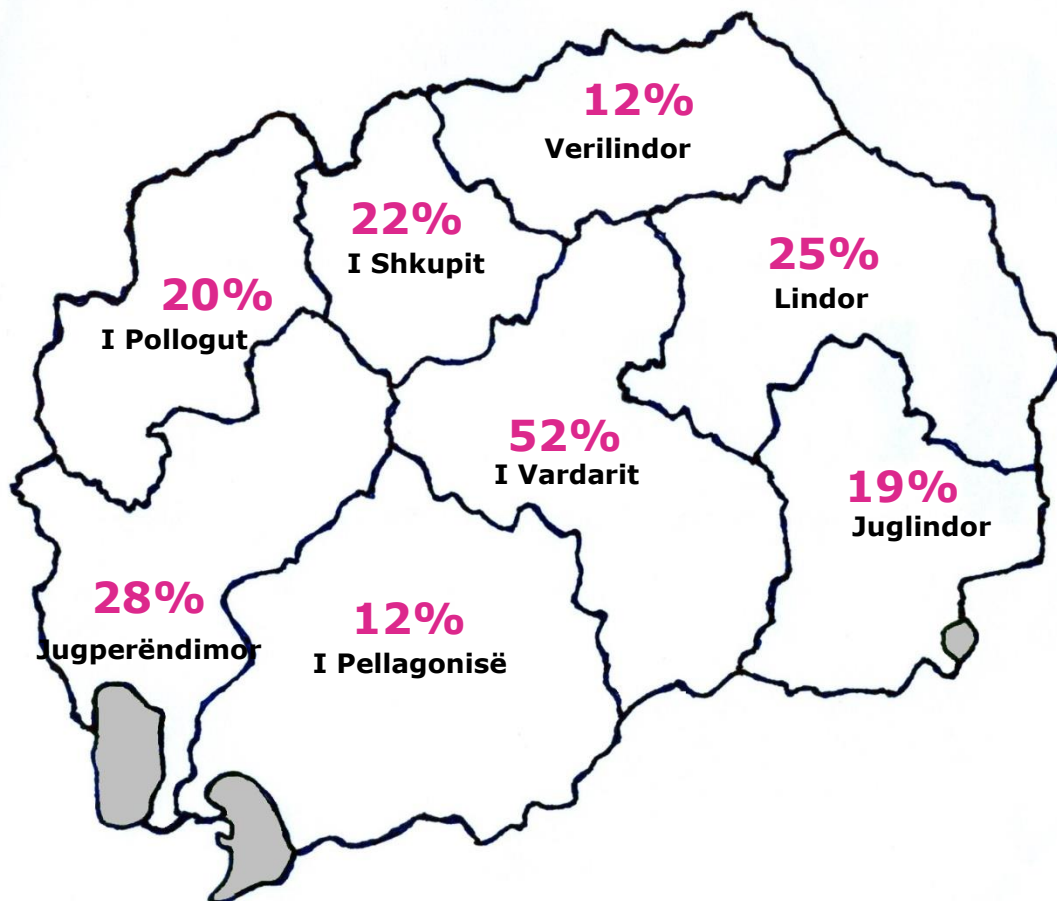 12%
Verilindor
22%
I Shkupit
25%
Lindor
20%
I Pollogut
52%
I Vardarit
19%
Juglindor
28%
Jugperëndimor
12%
I Pellagonisë